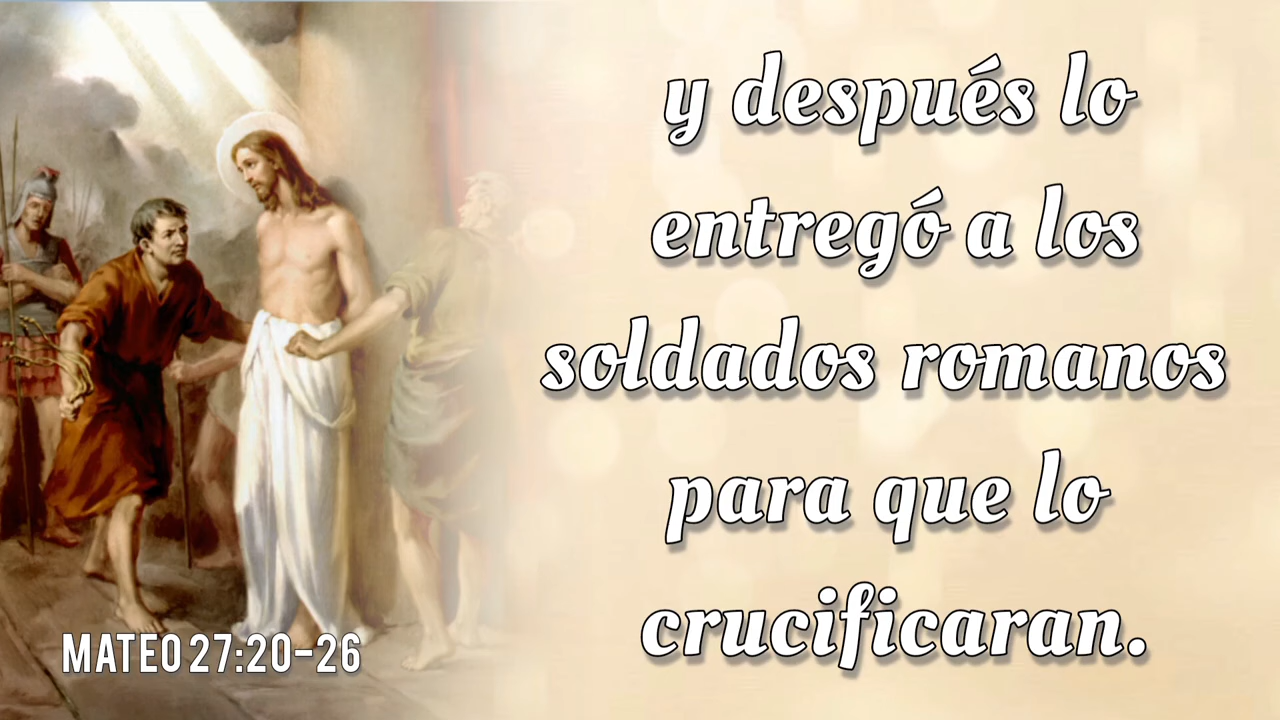 y después lo
entregó a los
soldados romanos
para que lo
crucificaran.
MATEO 27:20-26